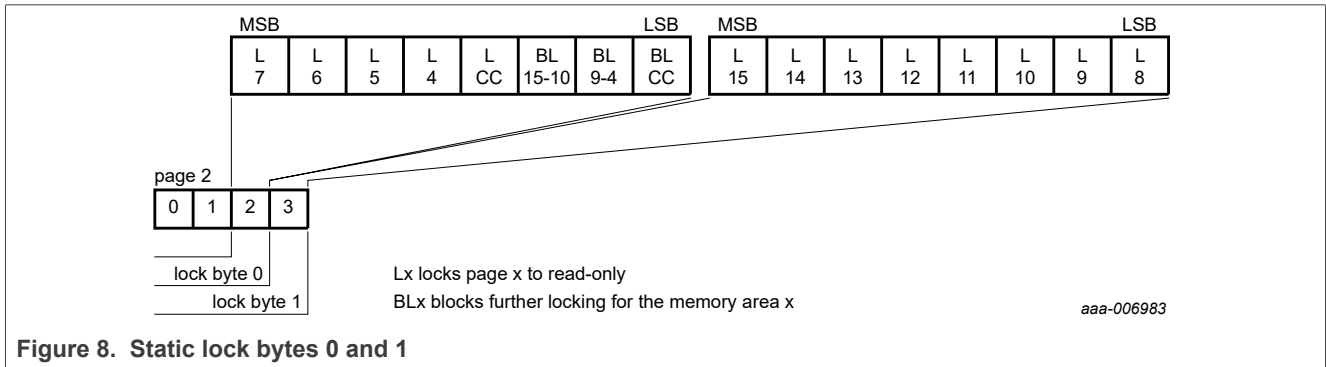 MSB LSB MSB LSB
L L L L L BL BL BL L L L L L L L L
7 6 5 4 CC 15-10 9-4 CC 15 14 13 12 11 10 9 8
page 2
0 1 2 3
lock byte 0 Lx locks page x to read-only
lock byte 1 BLx blocks further locking for the memory area x
aaa-006983
Figure 8. Static lock bytes 0 and 1